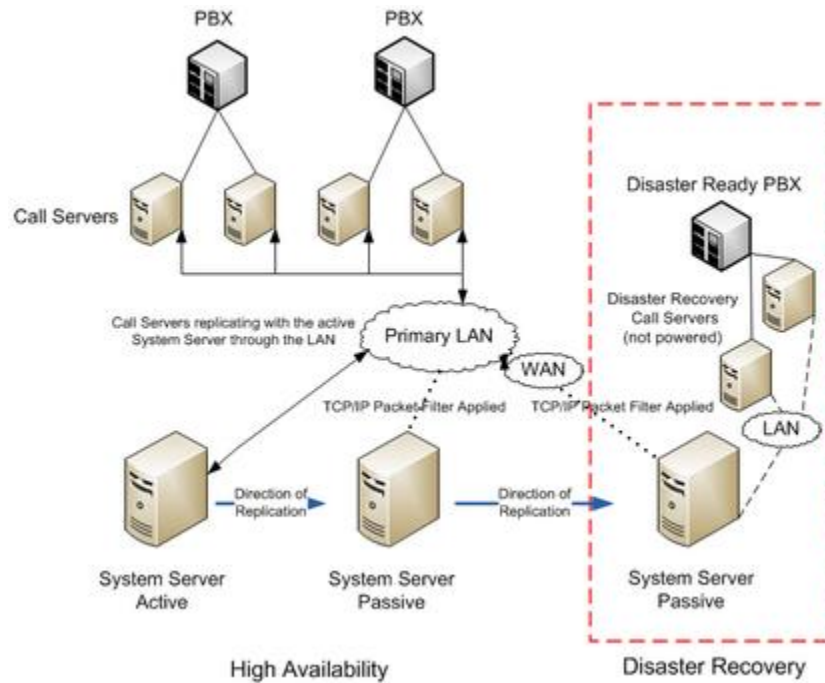 PBX
PBX
Call Servers
Disaster Ready PBX
Disaster Recovery
Call Servers
(not powered)
Call Servers replicating with the active
System Server through the LAN
Primary LAN
WAN
LAN
TCP/IP Packet Filter Applied
TCP/IP Packet Filter Applied
Direction of
Replication
Direction of
Replication
System Server
Active
System Server
Passive
System Server
Passive
High Availability
Disaster Recovery